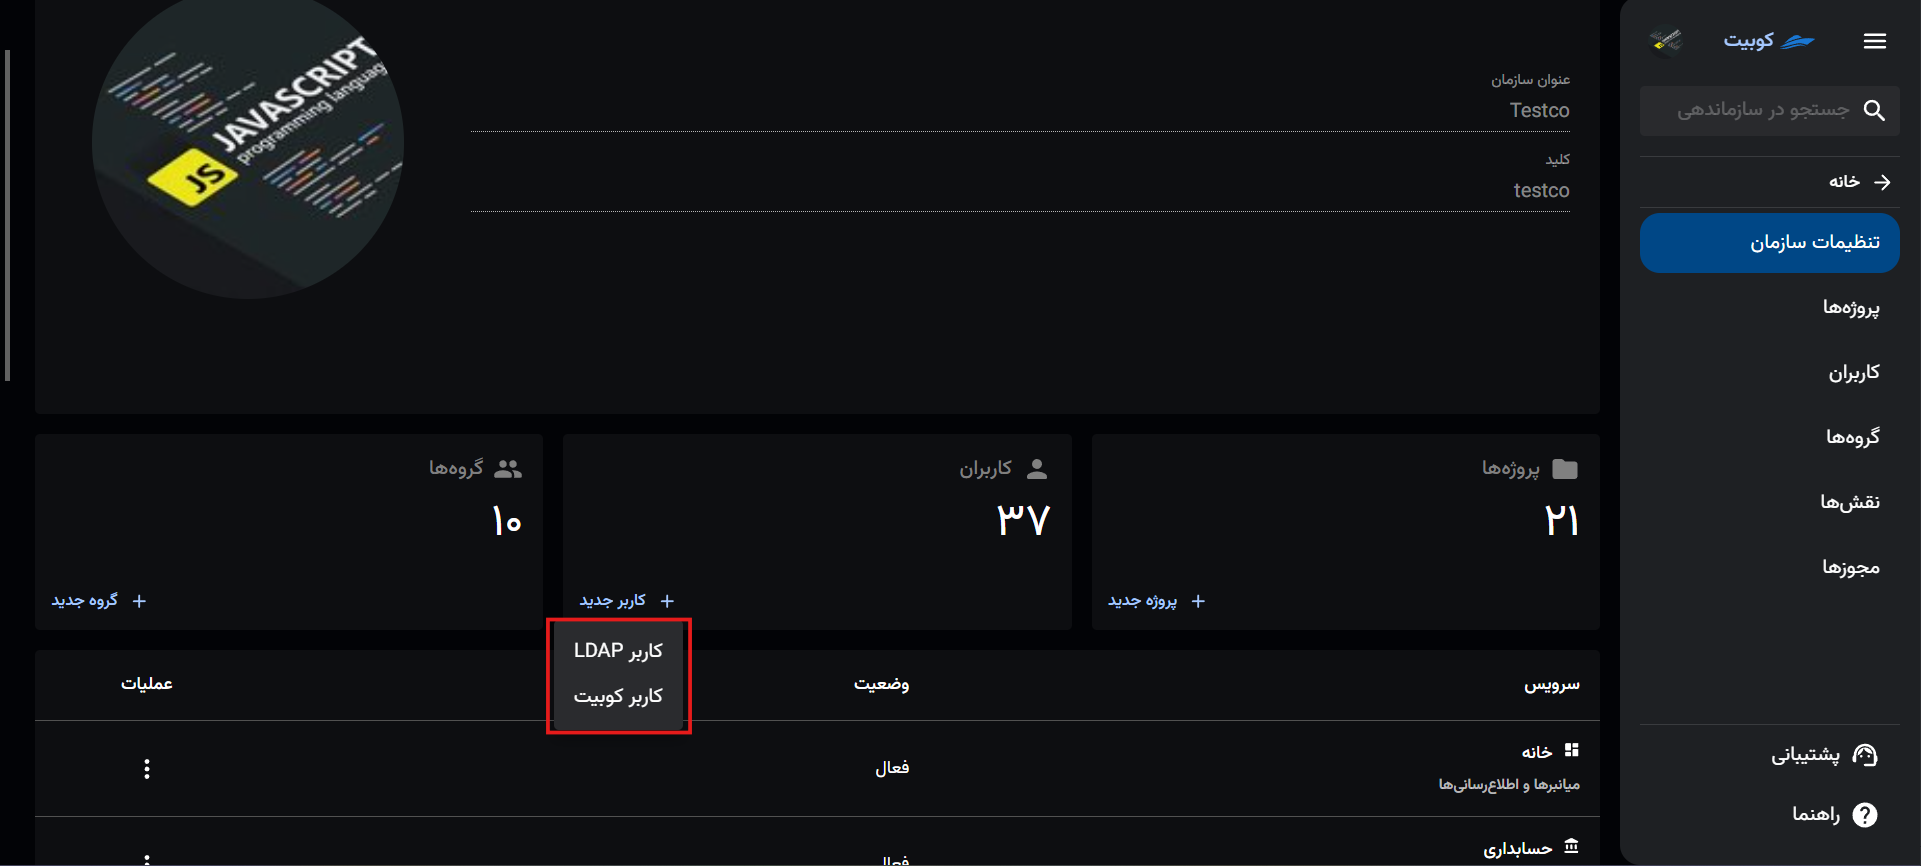 کوبیت
جستجو در سازماندهی
خانه
تنظیمات سازمان
پروژه‌ها
کاربران
گروه‌ها
نقش‌ها
مجوزها
پشتیبانی
راهنما
عنوان سازمان
Testco
کلید
testco
JAVASCRIPT
programming language
JS
پروژه‌ها
۲۱
پروژه جدید
کاربران
۳۷
کاربر جدید
گروه‌ها
۱۰
گروه جدید
کاربر LDAP
کاربر کوبیت
سرویس وضعیت عملیات
خانه
میانبرها و اطلاع‌رسانی‌ها
فعال
حسابداری
فعال